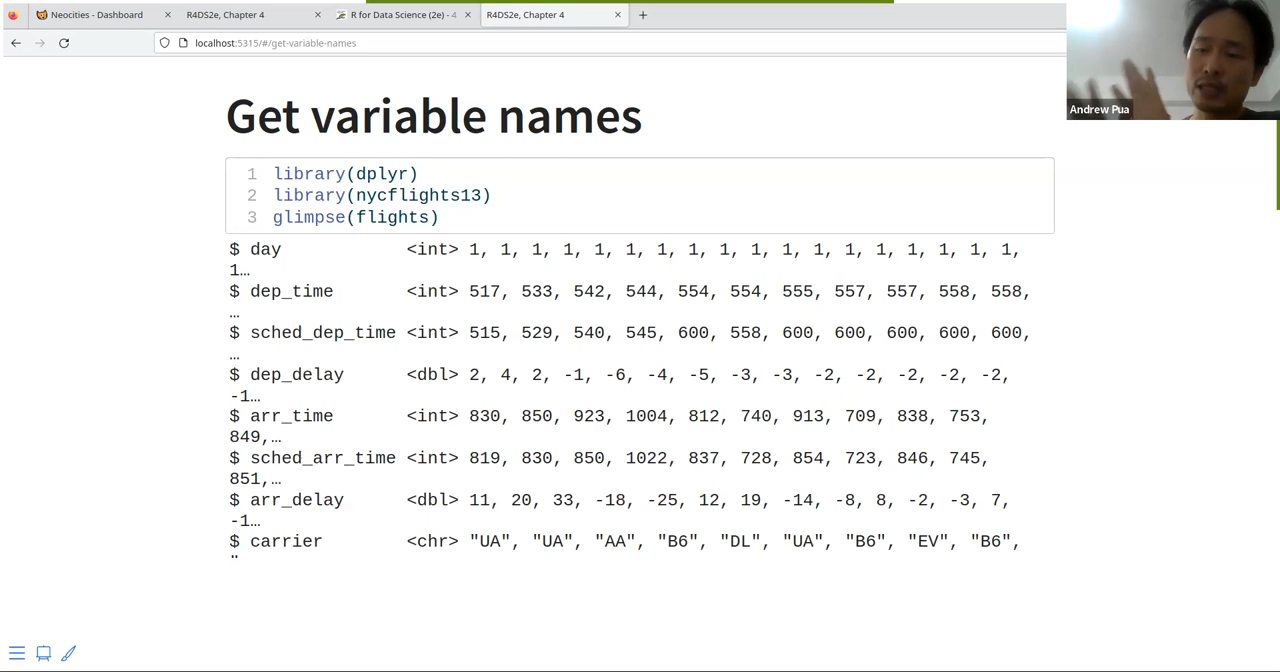 Neocities - Dashboard
R4DS2e, Chapter 4
R for Data Science (2e) - 4
R4DS2e, Chapter 4
localhost:5315/#/get-variable-names
Andrew Pua
Get variable names
1 library(dplyr)
2 library(nycflights13)
3 glimpse(flights)
$ day <int> 1, 1, 1, 1, 1, 1, 1, 1, 1, 1, 1, 1, 1, 1, 1, 1, 1, 1,
1…
$ dep_time <int> 517, 533, 542, 544, 554, 554, 555, 557, 557, 558, 558,
…
$ sched_dep_time <int> 515, 529, 540, 545, 600, 558, 600, 600, 600, 600, 600,
…
$ dep_delay <dbl> 2, 4, 2, -1, -6, -4, -5, -3, -3, -2, -2, -2, -2, -2,
-1…
$ arr_time <int> 830, 850, 923, 1004, 812, 740, 913, 709, 838, 753,
849,…
$ sched_arr_time <int> 819, 830, 850, 1022, 837, 728, 854, 723, 846, 745,
851,…
$ arr_delay <dbl> 11, 20, 33, -18, -25, 12, 19, -14, -8, 8, -2, -3, 7,
-1…
$ carrier <chr> "UA", "UA", "AA", "B6", "DL", "UA", "B6", "EV", "B6",
"